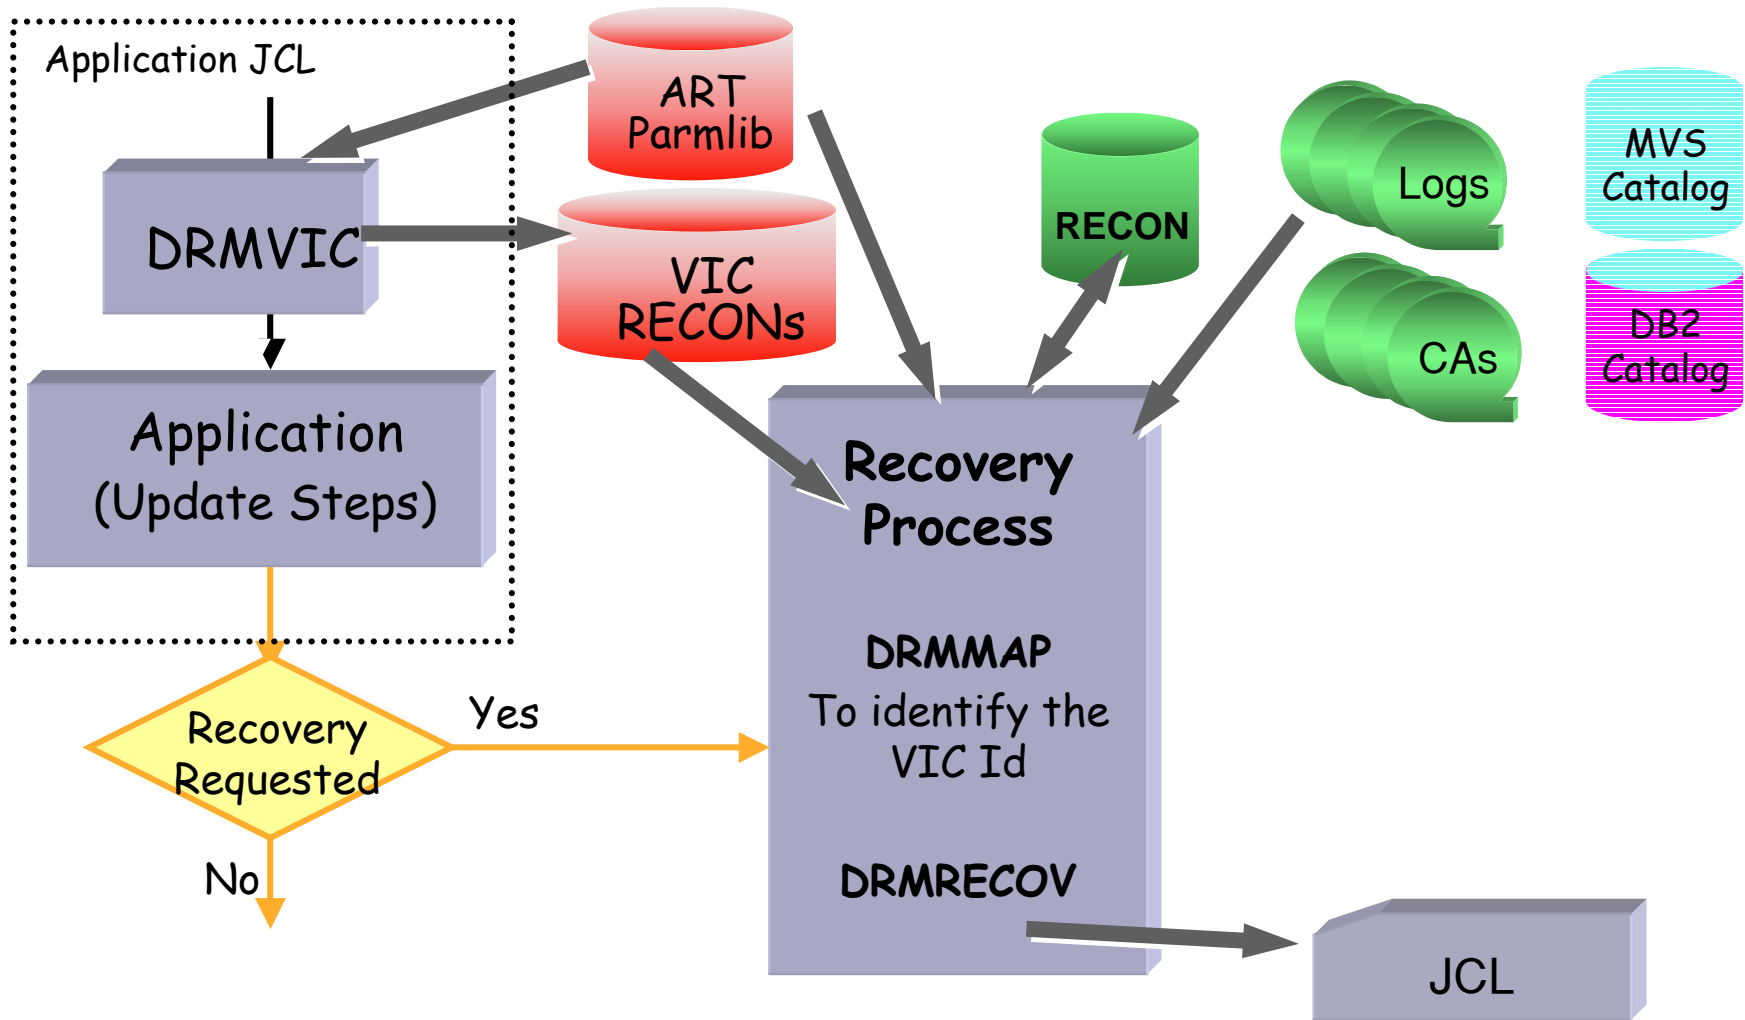 Application JCL
DRMVIC
Application
(Update Steps)
Recovery
Requested
Yes
No
ART
Parmlib
VIC
RECONs
RECON
Logs
CAs
MVS
Catalog
DB2
Catalog
Recovery
Process
DRMMAP
To identify the
VIC Id
DRMRECOV
JCL